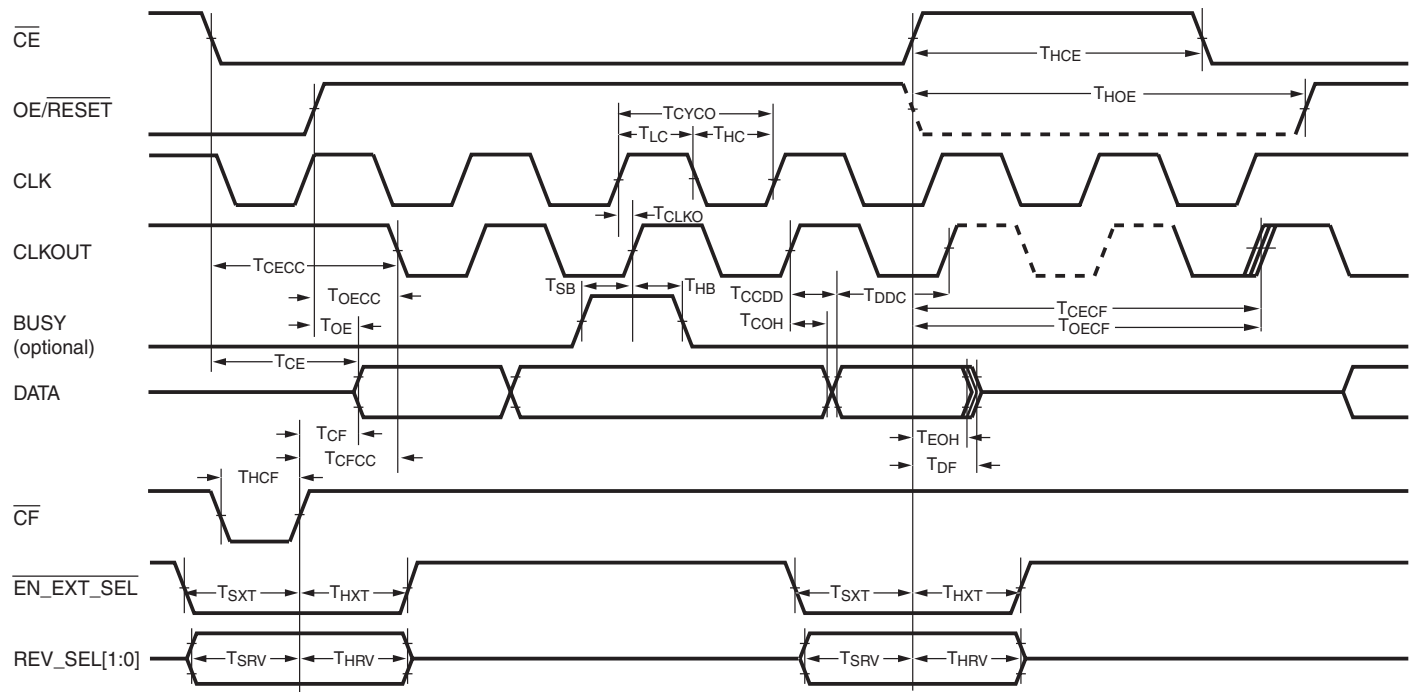 CE
THCE
OE/RESET
THOE
TCYCO
TLC THC
CLK
TCLKO
CLKOUT
TCECC
TSB THB TCCDD TDDC
TOECC
TCECF
TCOH
TOECF
BUSY
(optional)
TOE
TCE
DATA
TCF
TEOH
TCFCC
TDF
THCF
CF
EN_EXT_SEL
TSXT THXT TSXT THXT
REV_SEL[1:0]
TSRV THRV TSRV THRV